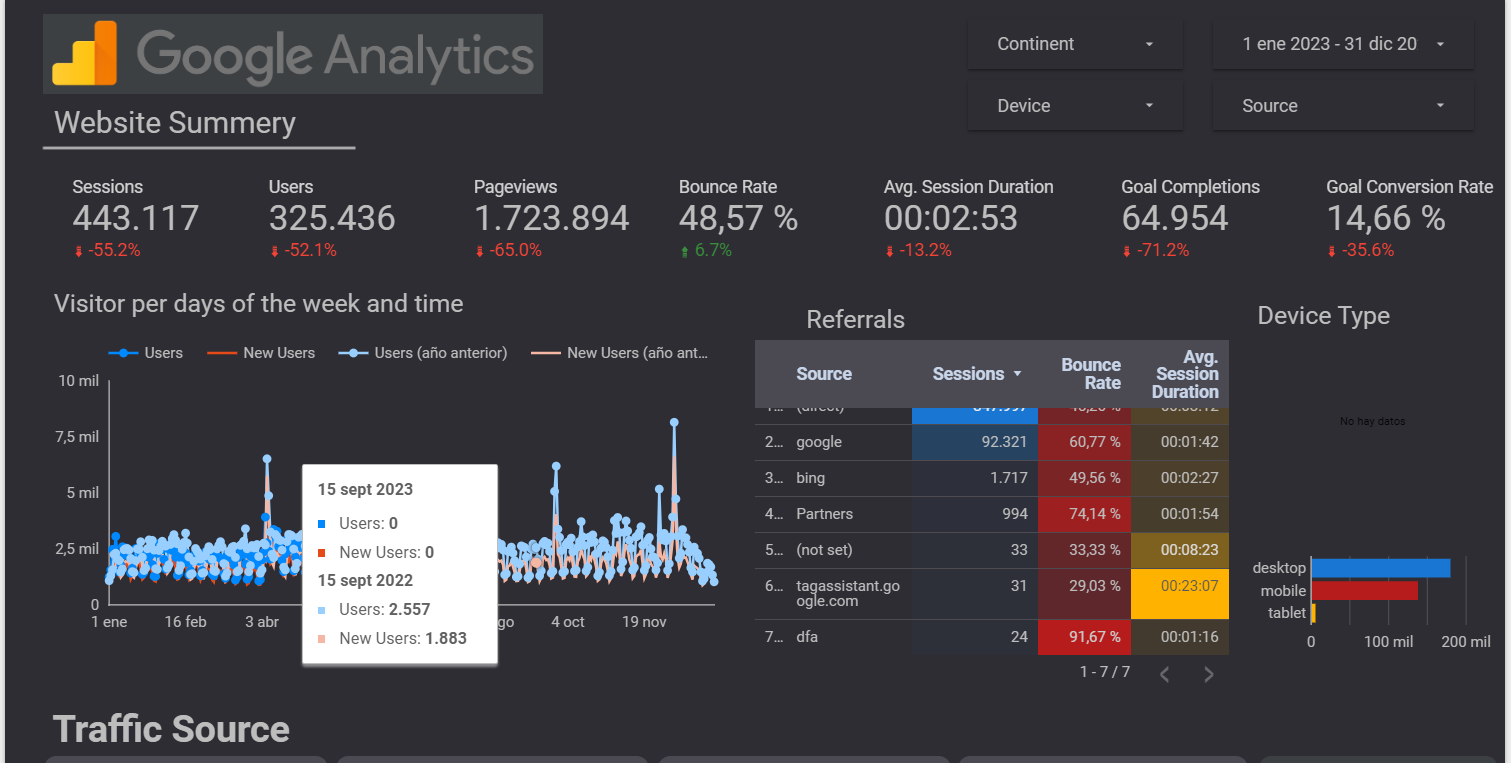 Google Analytics
Continent
1 ene 2023 - 31 dic 20
Website Summery
Device
Source
Sessions
443.117
-55.2%
Users
325.436
-52.1%
Pageviews
1.723.894
-65.0%
Bounce Rate
48,57 %
6.7%
Avg. Session Duration
00:02:53
-13.2%
Goal Completions
64.954
-71.2%
Goal Conversion Rate
14,66 %
-35.6%
Visitor per days of the week and time
Users New Users Users (año anterior) New Users (año ant...
10 mil
7,5 mil
5 mil
2,5 mil
0
1 ene 16 feb 3 abr go 4 oct 19 nov
15 sept 2023
Users: 0
New Users: 0
15 sept 2022
Users: 2.557
New Users: 1.883
Referrals
Source Sessions Bounce Rate Avg. Session Duration
1... (direct)
2... google 92.321 60,77 % 00:01:42
3... bing 1.717 49,56 % 00:02:27
4... Partners 994 74,14 % 00:01:54
5... (not set) 33 33,33 % 00:08:23
6... tagassistant.go 31 29,03 % 00:23:07
ogle.com
7... dfa 24 91,67 % 00:01:16
1 - 7 / 7
Device Type
No hay datos
desktop
mobile
tablet
0 100 mil 200 mil
Traffic Source